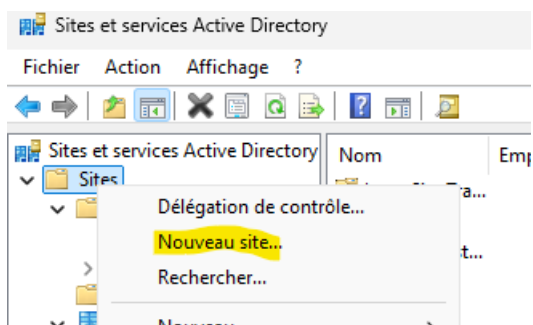 Sites et services Active Directory
Fichier Action Affichage ?
Sites et services Active Directory
Nom
Sites
Délégation de contrôle...
Nouveau site...
Rechercher...
Nouveau